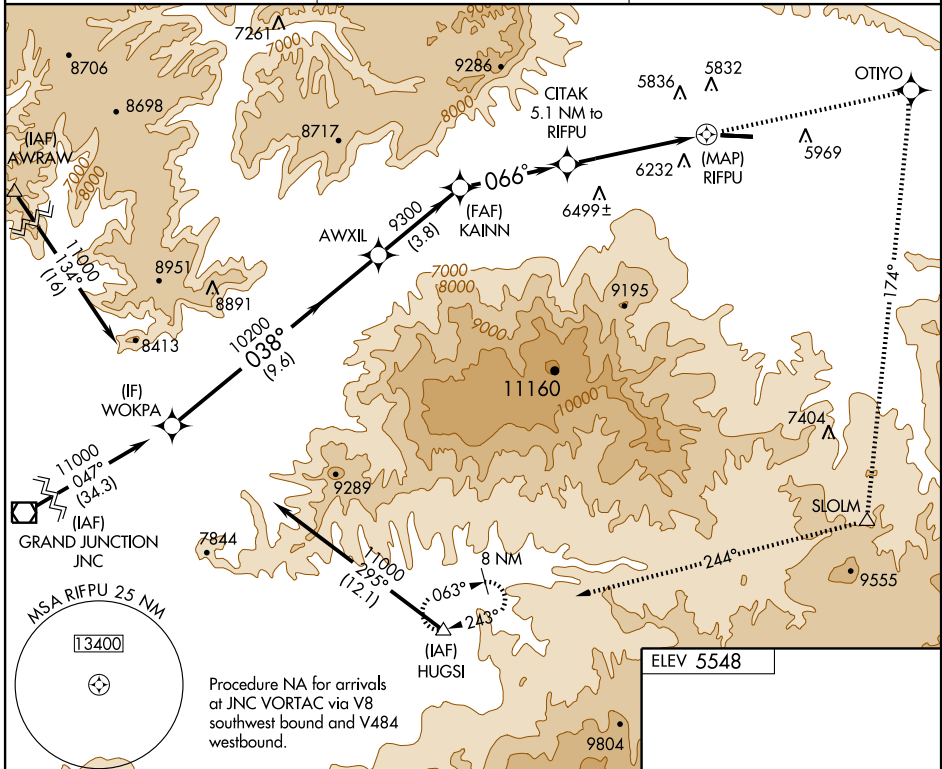 7261
7000
8706
9286
5836
5832
OTIYO
8698
8000
CITAK
5.1 NM to
RIFPU
8717
(IAF)
AWRAW
(MAP)
RIFPU
5969
6232
7000
8000
066°
6499±
9300
(3.8)
(FAF)
KAINN
AWXIL
11000
134°
(16)
8951
8891
7000
8000
9195
174°
8413
10200
038°
(9.6)
9000
11160
10000
(IF)
WOKPA
7404
11000
047°
(34.3)
9289
SLOLM
(IAF)
GRAND JUNCTION
JNC
7844
11000
295°
(12.1)
8 NM
063°
243°
244°
9555
MSA RIFPU 25 NM
13400
(IAF)
HUGSI
ELEV 5548
Procedure NA for arrivals
at JNC VORTAC via V8
southwest bound and V484
westbound.
9804